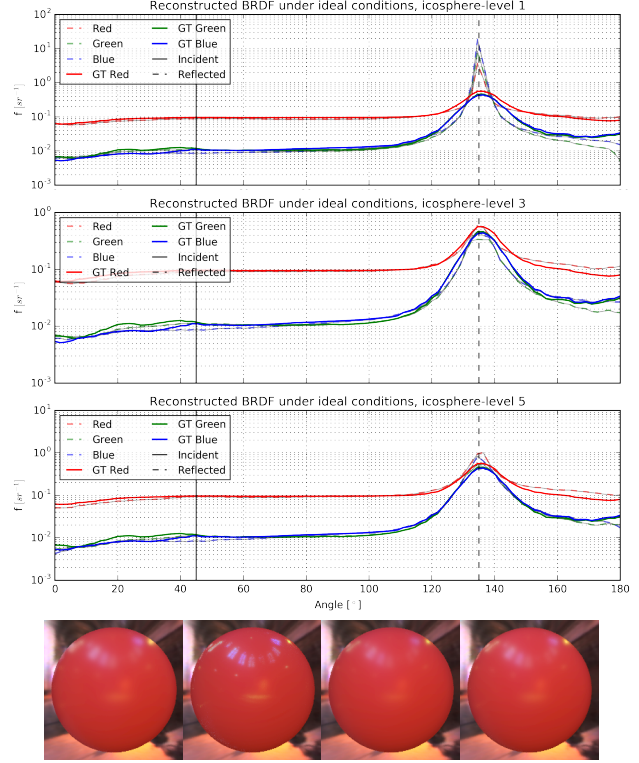 Reconstructed BRDF under ideal conditions, icosphere-level 1
10^2
10^1
10^0
10^-1
10^-2
10^-3
f [sr^-1]
Red GT Green
Green GT Blue
Blue Incident
GT Red Reflected
Reconstructed BRDF under ideal conditions, icosphere-level 3
10^0
10^-1
10^-2
10^-3
f [sr^-1]
Red GT Green
Green GT Blue
Blue Incident
GT Red Reflected
Reconstructed BRDF under ideal conditions, icosphere-level 5
10^1
10^0
10^-1
10^-2
10^-3
f [sr^-1]
Red GT Green
Green GT Blue
Blue Incident
GT Red Reflected
0 20 40 60 80 100 120 140 160 180
Angle [°]